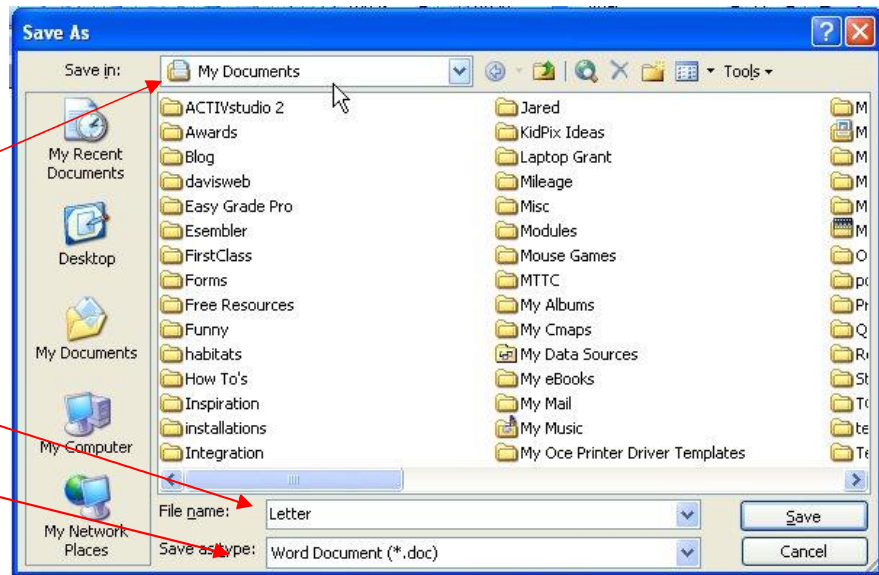 Save As
Save in: My Documents Tools
My Recent Documents
Desktop
My Documents
My Computer
My Network Places
ACTIVstudio 2
Awards
Blog
davisweb
Easy Grade Pro
Esembler
FirstClass
Forms
Free Resources
Funny
habitats
How To's
Inspiration
installations
Integration
Jared
KidPix Ideas
Laptop Grant
Mileage
Misc
Modules
Mouse Games
MTTC
My Albums
My Cmaps
My Data Sources
My eBooks
My Mail
My Music
My Oce Printer Driver Templates
File name: Letter Save
Save as type: Word Document (*.doc) Cancel